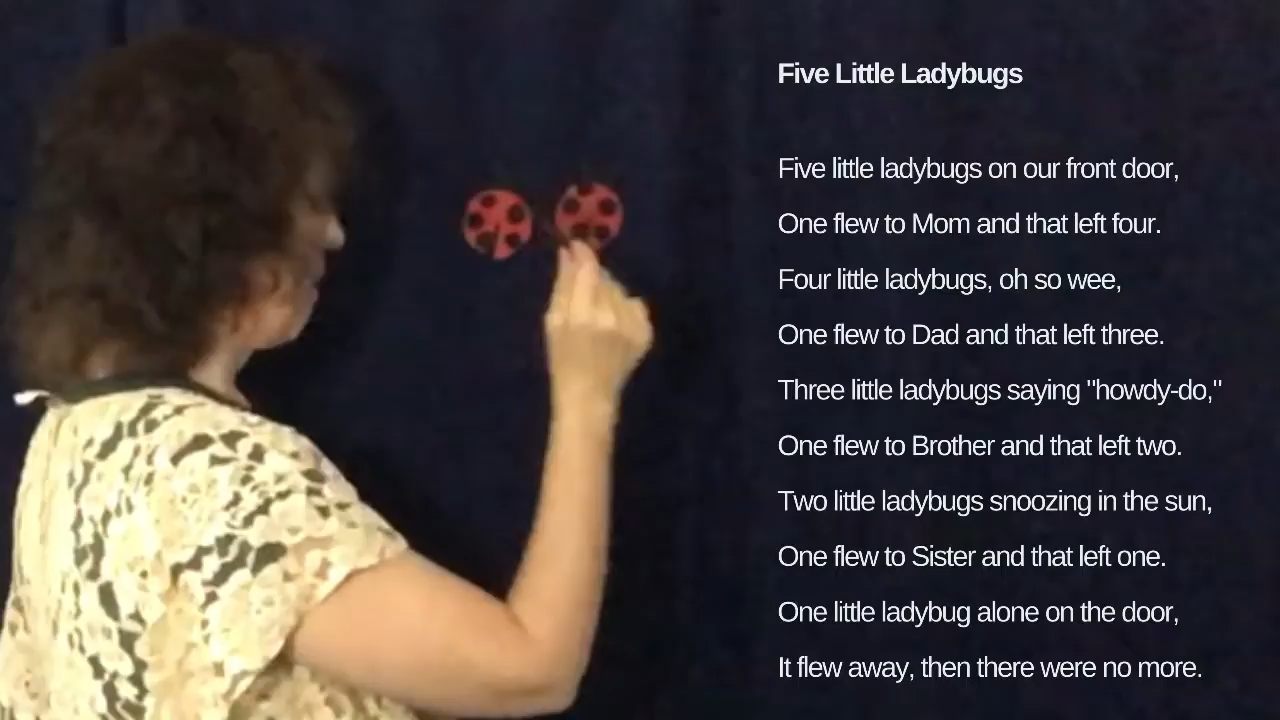 Five Little Ladybugs
Five little ladybugs on our front door,
One flew to Mom and that left four.
Four little ladybugs, oh so wee,
One flew to Dad and that left three.
Three little ladybugs saying "howdy-do,"
One flew to Brother and that left two.
Two little ladybugs snoozing in the sun,
One flew to Sister and that left one.
One little ladybug alone on the door,
It flew away, then there were no more.